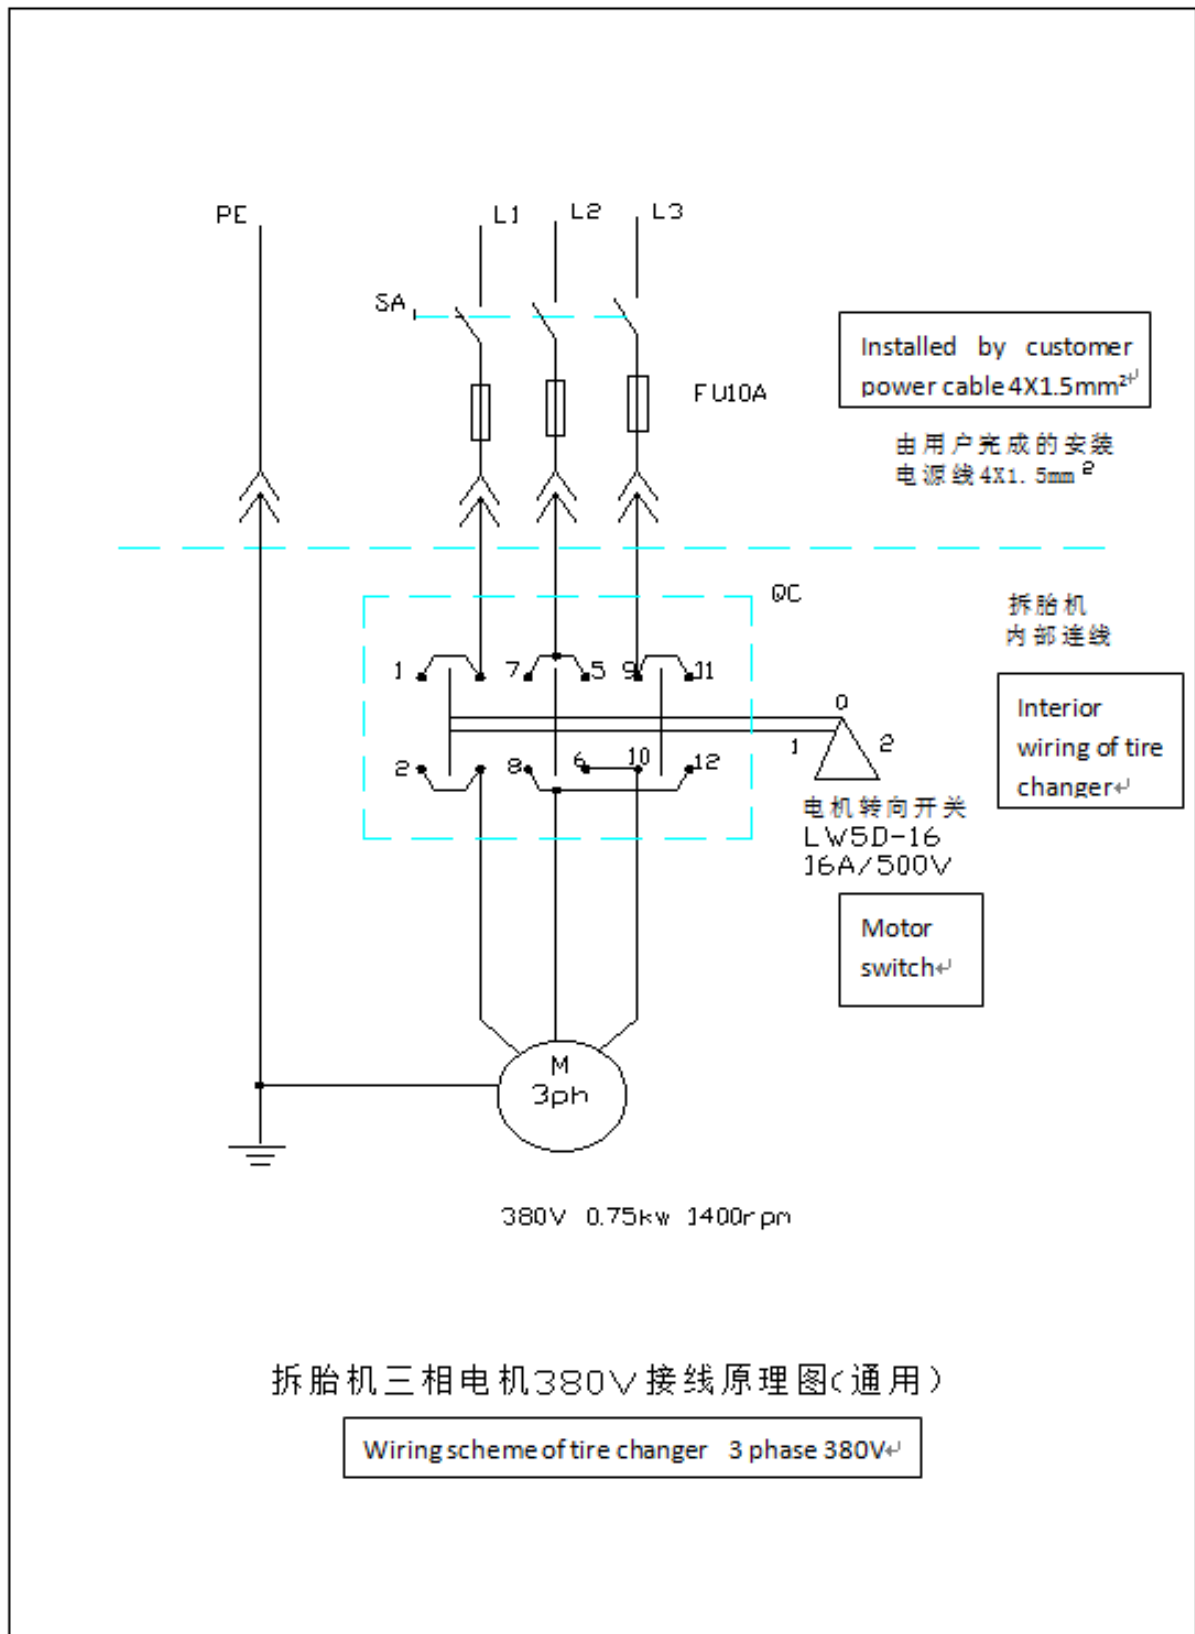 PE
L1
L2
L3
SA
FU10A
Installed by customer
power cable 4X1.5mm²
由用户完成的安装
电源线4X1.5mm²
QC
拆胎机
内部连线
1
7
5
9
11
Interior
wiring of tire
changer
0
1
2
2
8
6
10
12
电机转向开关
LW5D-16
16A/500V
Motor
switch
M
3ph
380V 0.75kw 1400rpm
拆胎机三相电机380V接线原理图(通用)
Wiring scheme of tire changer 3 phase 380V